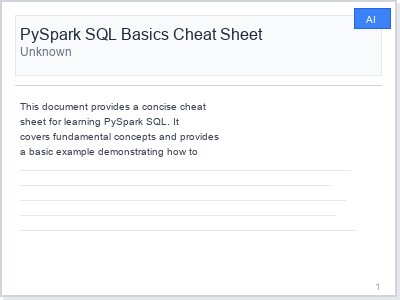 AI
PySpark SQL Basics Cheat Sheet
Unknown
This document provides a concise cheat
sheet for learning PySpark SQL. It
covers fundamental concepts and provides
a basic example demonstrating how to
1